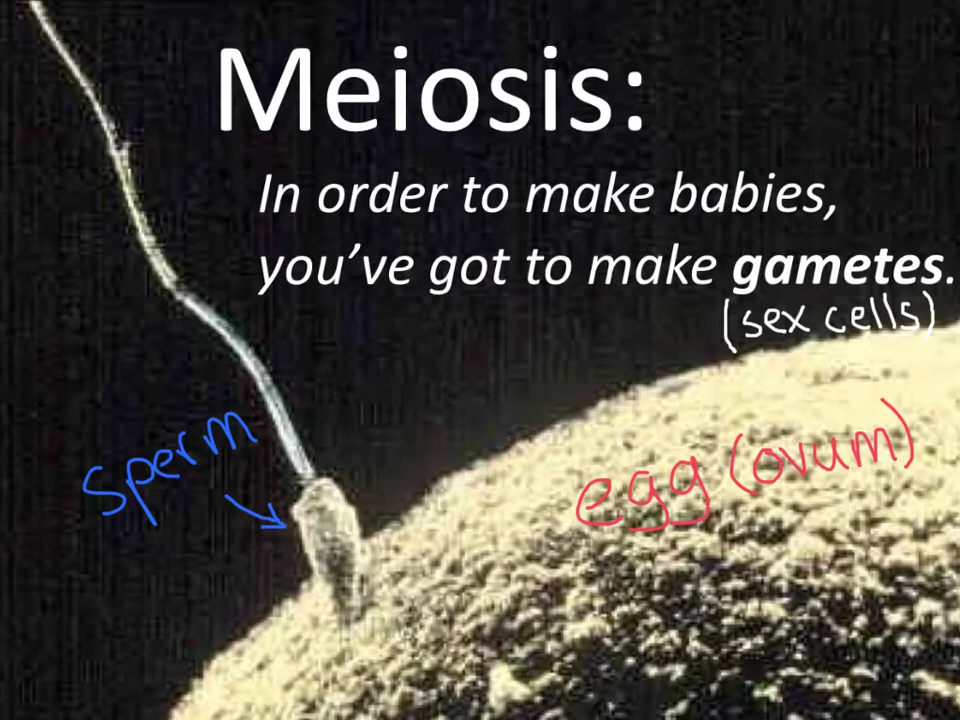 Meiosis:
In order to make babies,
you've got to make gametes.
(sex cells)
Sperm
egg (ovum)